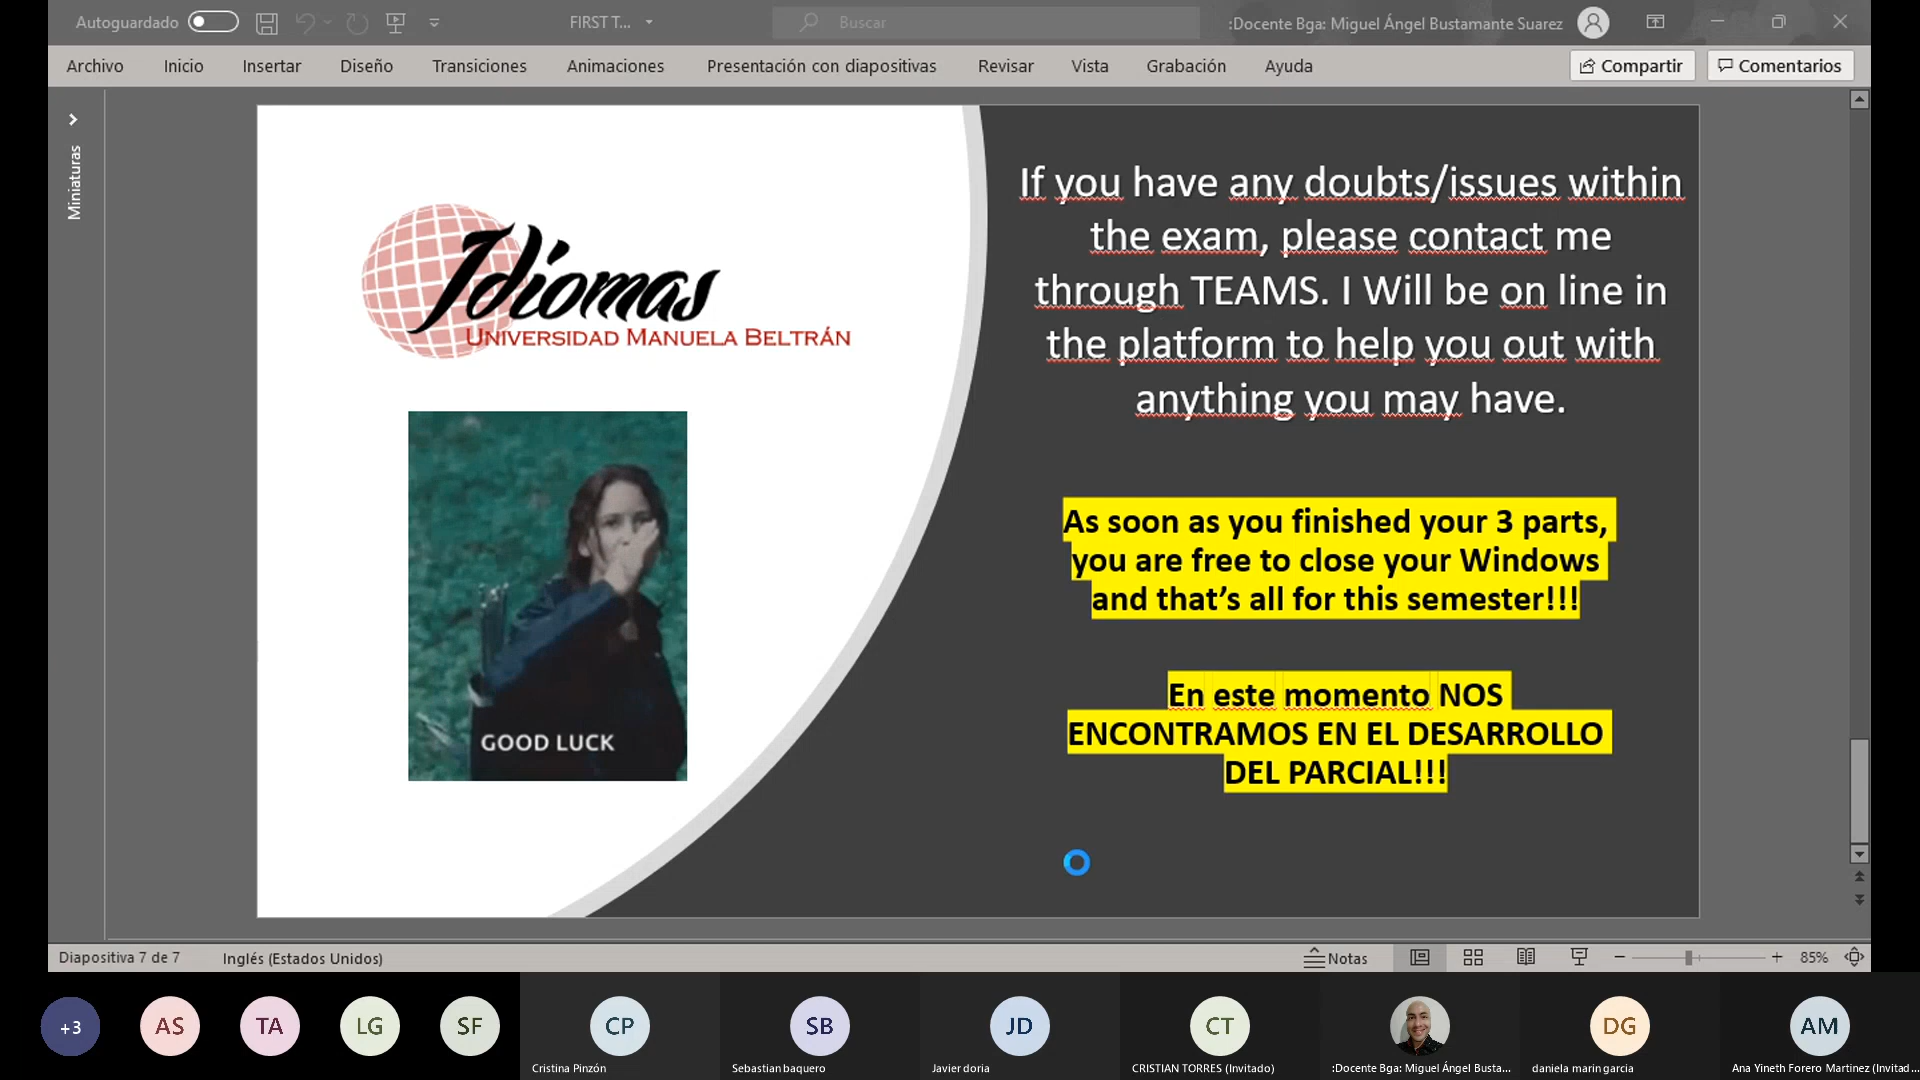 Autoguardado
FIRST T...
Buscar
:Docente Bga: Miguel Ángel Bustamante Suarez
Archivo Inicio Insertar Diseño Transiciones Animaciones Presentación con diapositivas Revisar Vista Grabación Ayuda Compartir Comentarios
Miniaturas
Idiomas
UNIVERSIDAD MANUELA BELTRÁN
GOOD LUCK
If you have any doubts/issues within
the exam, please contact me
through TEAMS. I Will be on line in
the platform to help you out with
anything you may have.
As soon as you finished your 3 parts,
you are free to close your Windows
and that’s all for this semester!!!
En este momento NOS
ENCONTRAMOS EN EL DESARROLLO
DEL PARCIAL!!!
Diapositiva 7 de 7 Inglés (Estados Unidos) Notas 85%
+3 AS TA LG SF CP SB JD CT DG AM
Cristina Pinzón Sebastian baquero Javier doria CRISTIAN TORRES (Invitado) :Docente Bga: Miguel Ángel Busta... daniela marin garcia Ana Yineth Forero Martinez (Invitad...